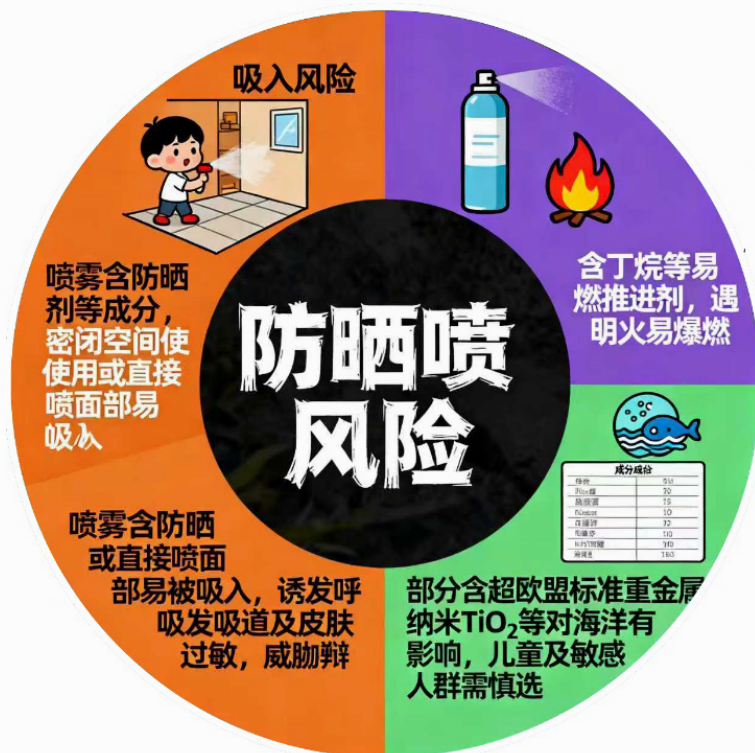 吸入风险
喷雾含防晒
剂等成分，
密闭空间使
使用或直接
喷面部易
吸入
含丁烷等易
燃推进剂，遇
明火易爆燃
防晒喷
风险
喷雾含防晒
或直接喷面
部易被吸入，诱发呼
吸发吸道及皮肤
过敏，威胁辩
部分含超欧盟标准重金属
纳米TiO₂等对海洋有
影响，儿童及敏感
人群需慎选